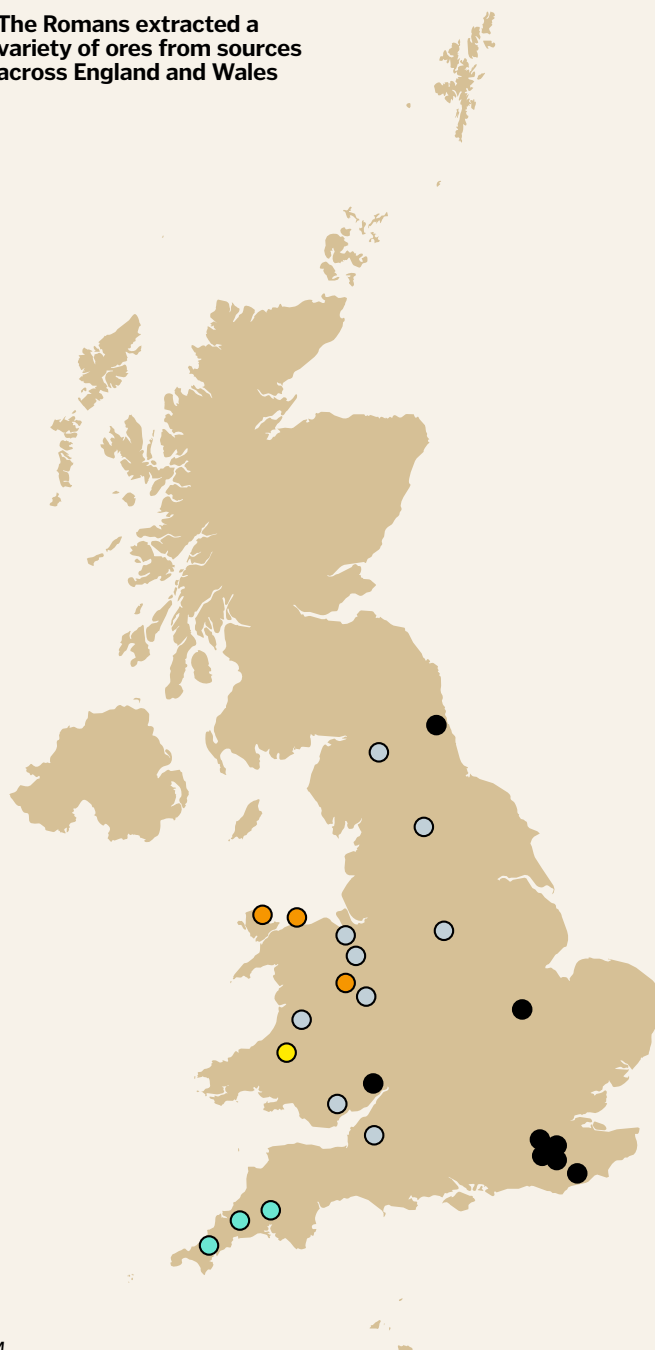 The Romans extracted a
variety of ores from sources
across England and Wales